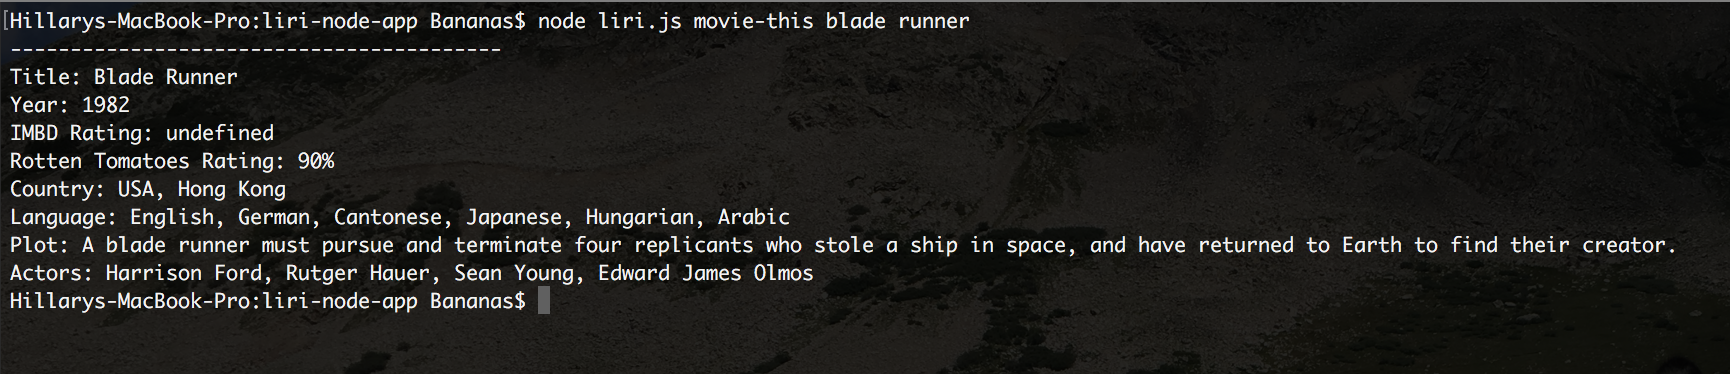 Hillarys-MacBook-Pro:liri-node-app Bananas$ node liri.js movie-this blade runner
-----------------------------------------
Title: Blade Runner
Year: 1982
IMBD Rating: undefined
Rotten Tomatoes Rating: 90%
Country: USA, Hong Kong
Language: English, German, Cantonese, Japanese, Hungarian, Arabic
Plot: A blade runner must pursue and terminate four replicants who stole a ship in space, and have returned to Earth to find their creator.
Actors: Harrison Ford, Rutger Hauer, Sean Young, Edward James Olmos
Hillarys-MacBook-Pro:liri-node-app Bananas$